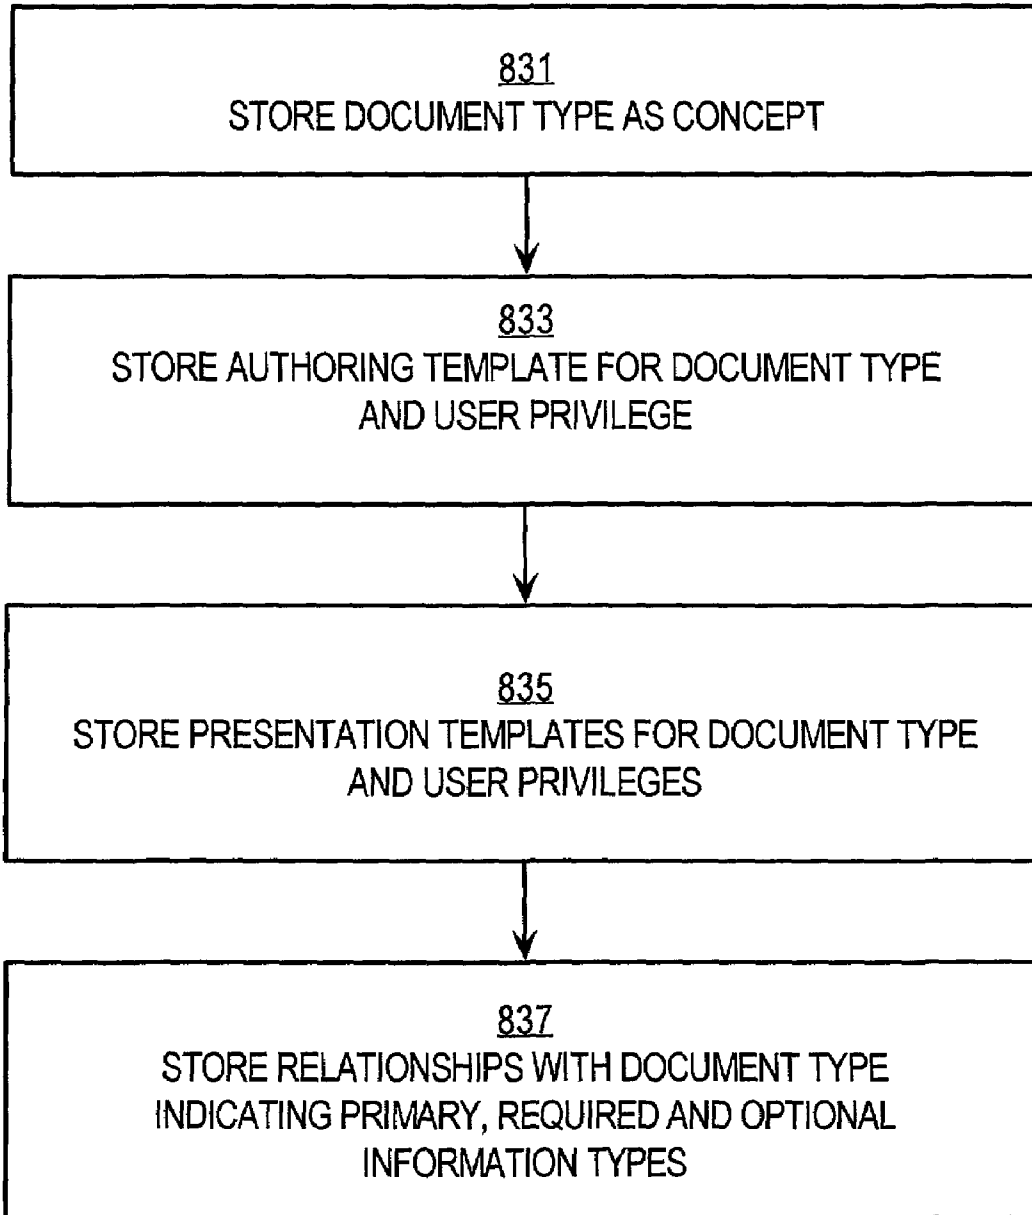 831
STORE DOCUMENT TYPE AS CONCEPT
833
STORE AUTHORING TEMPLATE FOR DOCUMENT TYPE
AND USER PRIVILEGE
835
STORE PRESENTATION TEMPLATES FOR DOCUMENT TYPE
AND USER PRIVILEGES
837
STORE RELATIONSHIPS WITH DOCUMENT TYPE
INDICATING PRIMARY, REQUIRED AND OPTIONAL
INFORMATION TYPES